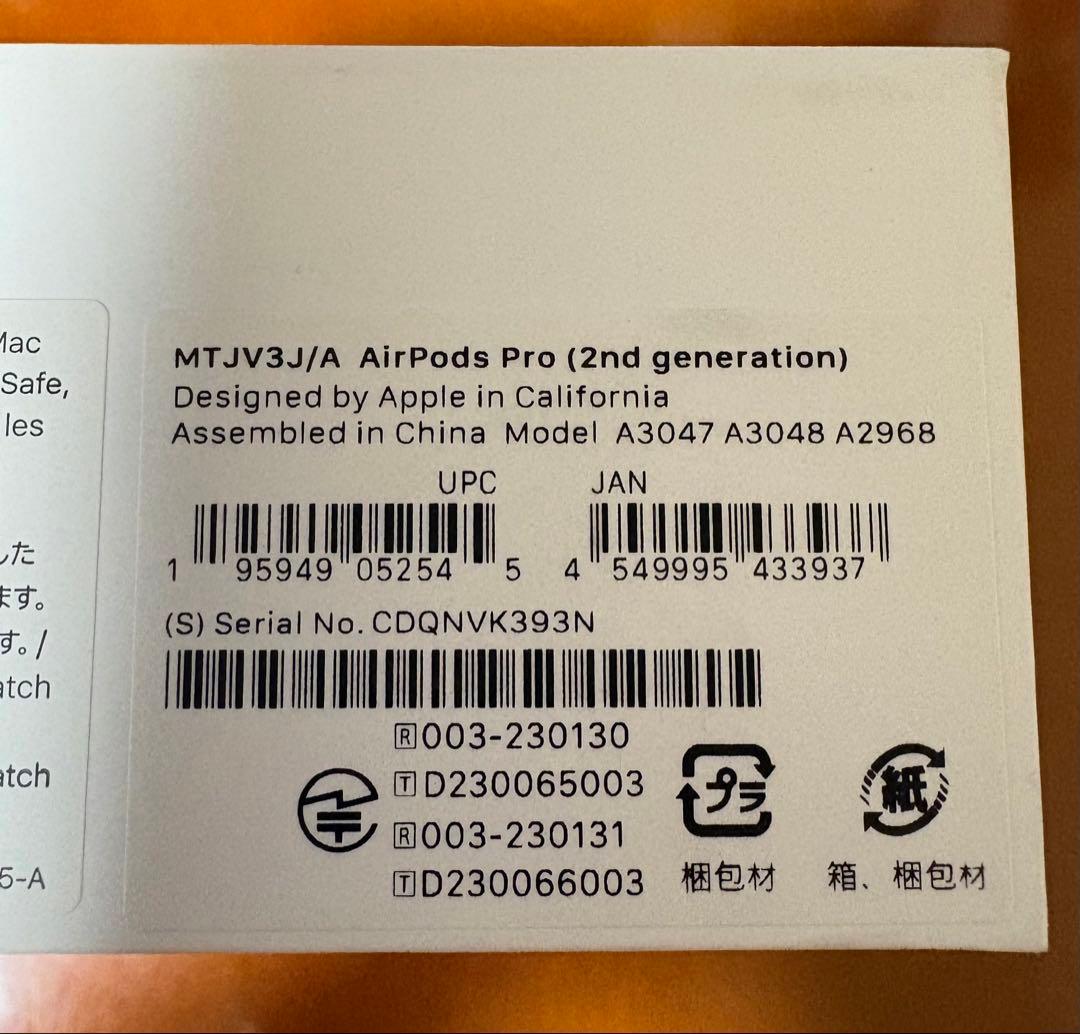 Mac
Safe,
les
した
ます。
す。/
atch
atch
5-A
MTJV3J/A AirPods Pro (2nd generation)
Designed by Apple in California
Assembled in China Model A3047 A3048 A2968
UPC JAN
1 95949 05254 5 4 549995 433937
(S) Serial No. CDQNVK393N
R 003-230130
T D230065003
R 003-230131
T D230066003
プラ
紙
梱包材
箱、梱包材